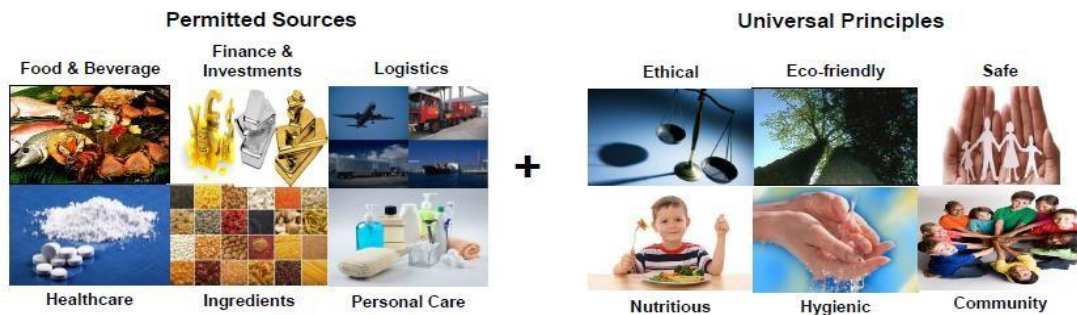 Permitted Sources
Universal Principles
Food & Beverage
Finance &
Investments
Logistics
Ethical
Eco-friendly
Safe
+
Healthcare
Ingredients
Personal Care
Nutritious
Hygienic
Community